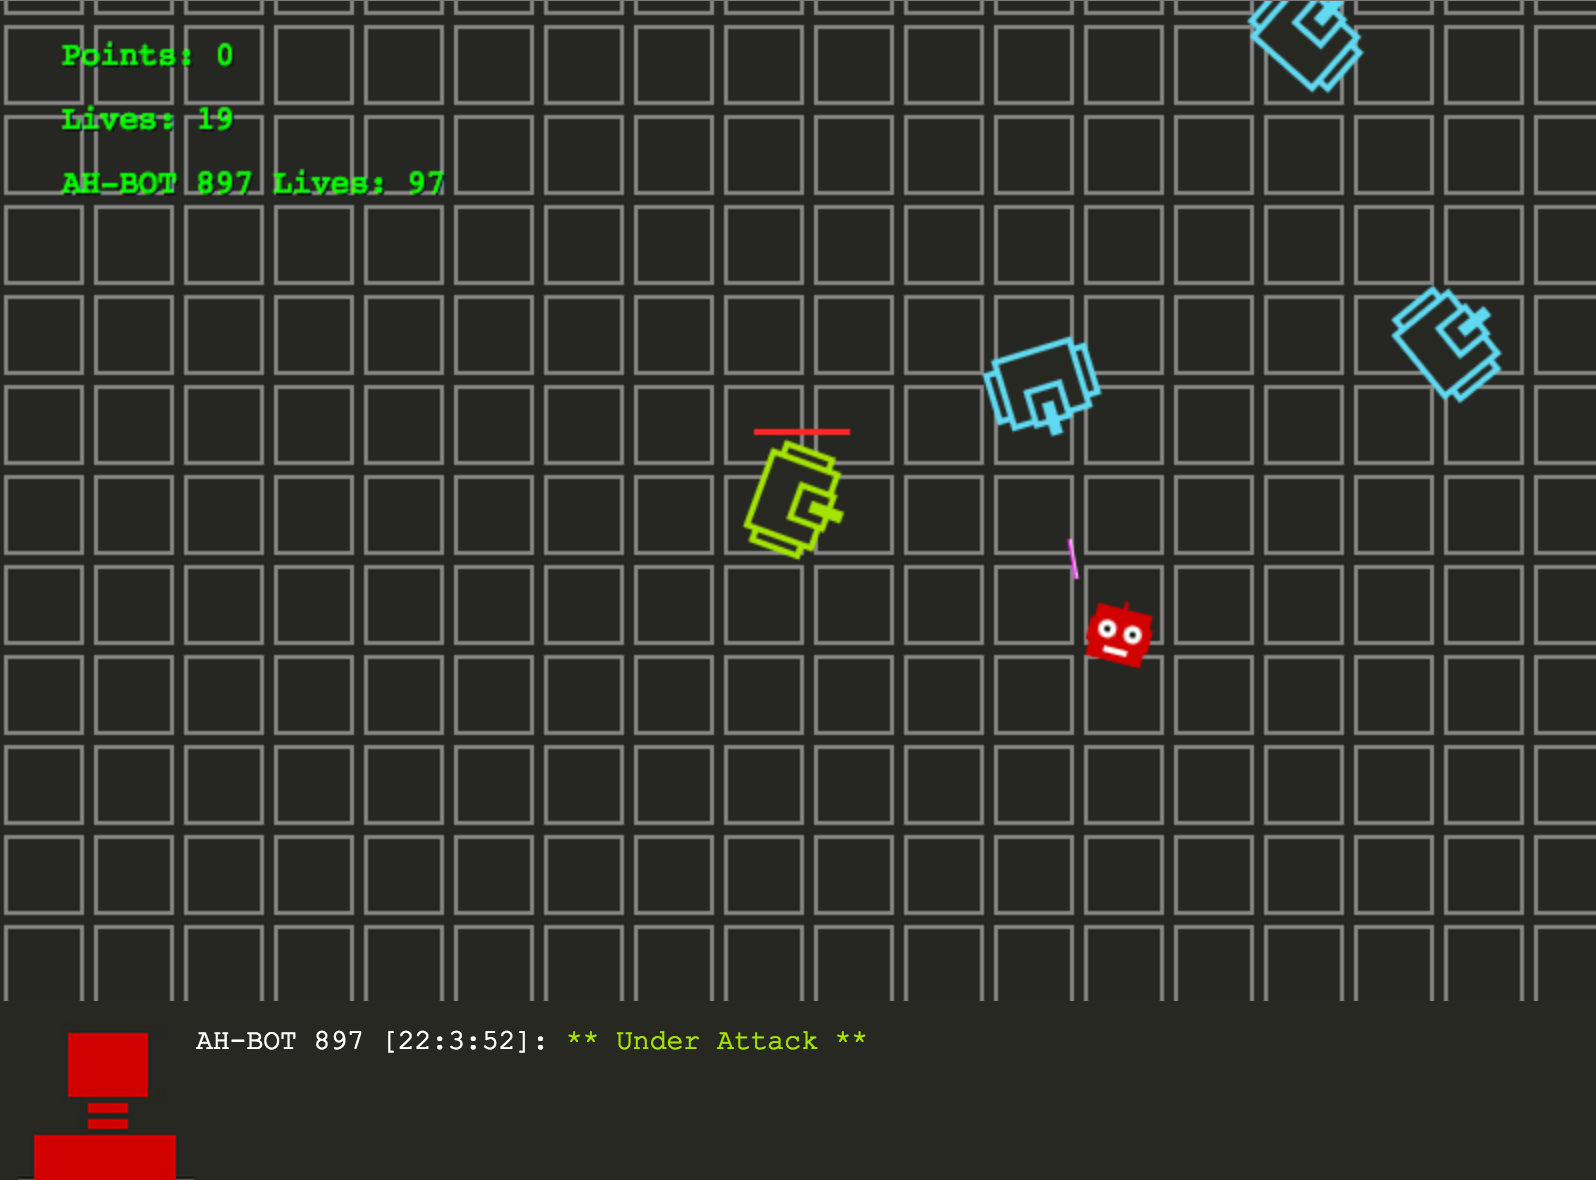 Points: 0
Lives: 19
AH-BOT 897 Lives: 97
AH-BOT 897 [22:3:52]: ** Under Attack **